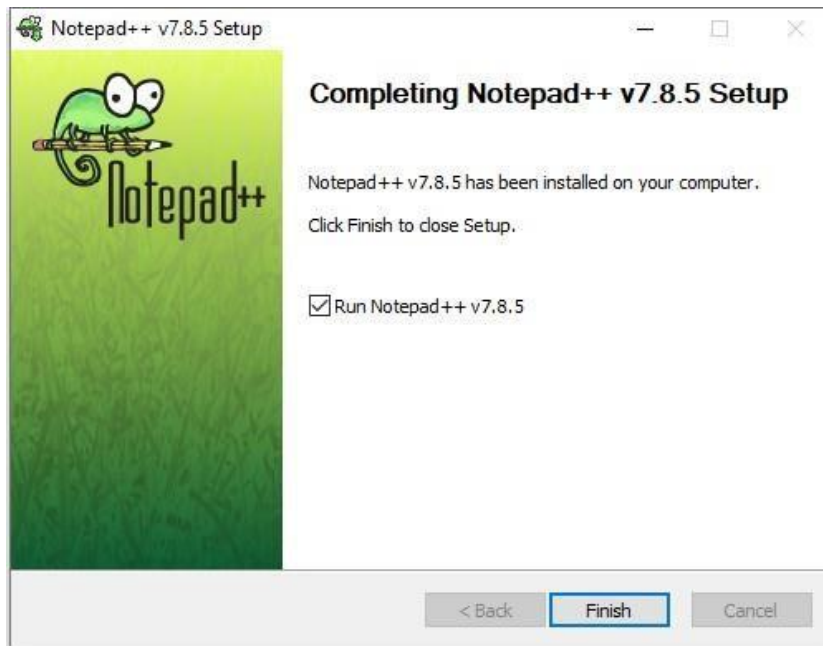 Notepad++ v7.8.5 Setup
Notepad++
Completing Notepad++ v7.8.5 Setup
Notepad++ v7.8.5 has been installed on your computer.
Click Finish to close Setup.
Run Notepad++ v7.8.5
< Back
Finish
Cancel